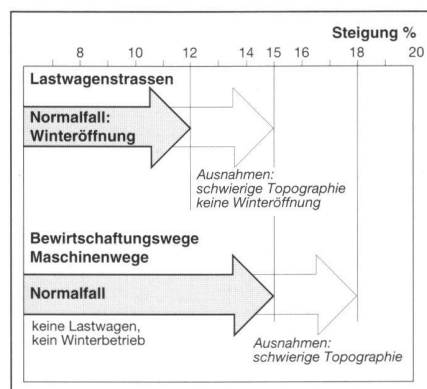 Steigung %
8 10 12 14 15 16 18 20
Lastwagenstrassen
Normalfall:
Winteröffnung
Ausnahmen:
schwierige Topographie
keine Winteröffnung
Bewirtschaftungswege
Maschinenwege
Normalfall
keine Lastwagen,
kein Winterbetrieb
Ausnahmen:
schwierige Topographie